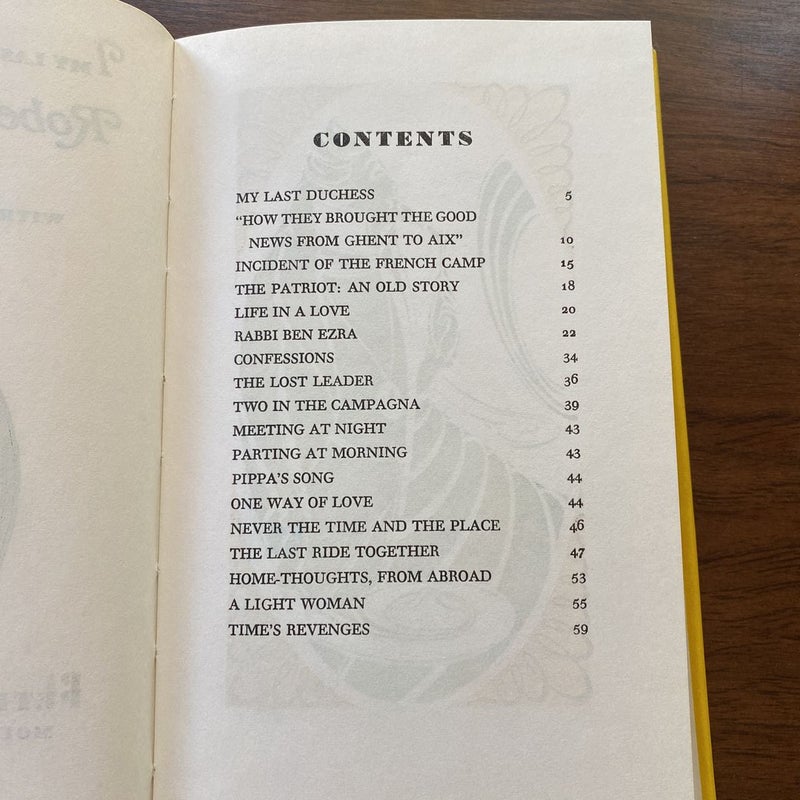 CONTENTS
MY LAST DUCHESS 5
"HOW THEY BROUGHT THE GOOD
NEWS FROM GHENT TO AIX" 10
INCIDENT OF THE FRENCH CAMP 15
THE PATRIOT: AN OLD STORY 18
LIFE IN A LOVE 20
RABBI BEN EZRA 22
CONFESSIONS 34
THE LOST LEADER 36
TWO IN THE CAMPAGNA 39
MEETING AT NIGHT 43
PARTING AT MORNING 43
PIPPA'S SONG 44
ONE WAY OF LOVE 44
NEVER THE TIME AND THE PLACE 46
THE LAST RIDE TOGETHER 47
HOME-THOUGHTS, FROM ABROAD 53
A LIGHT WOMAN 55
TIME'S REVENGES 59